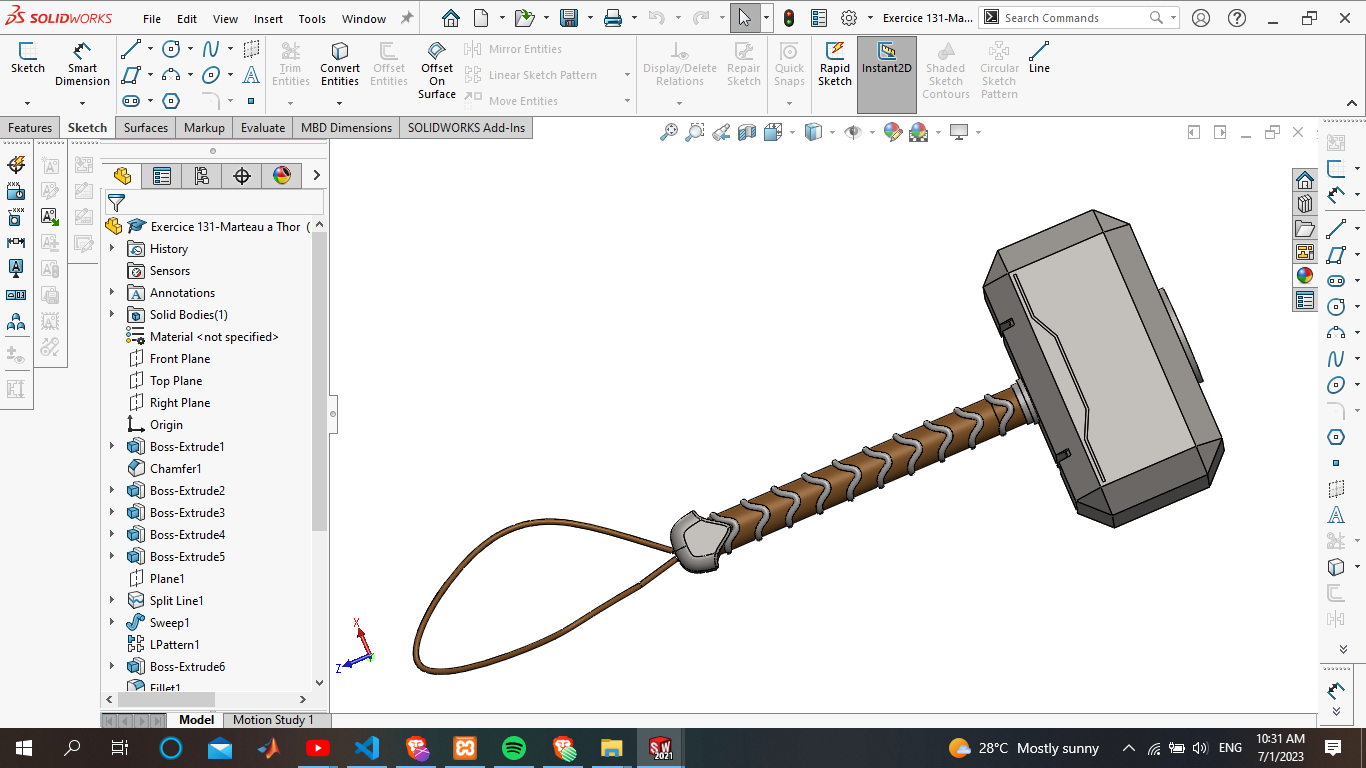 SOLIDWORKS File Edit View Insert Tools Window Exercice 131-Ma... Search Commands
Sketch Smart Dimension Trim Entities Convert Entities Offset Entities Offset On Surface Mirror Entities Linear Sketch Pattern Move Entities Display/Delete Relations Repair Sketch Quick Snaps Rapid Sketch Instant2D Shaded Sketch Contours Circular Sketch Pattern Line
Features Sketch Surfaces Markup Evaluate MBD Dimensions SOLIDWORKS Add-Ins
Exercice 131-Marteau a Thor (
History
Sensors
Annotations
Solid Bodies(1)
Material <not specified>
Front Plane
Top Plane
Right Plane
Origin
Boss-Extrude1
Chamfer1
Boss-Extrude2
Boss-Extrude3
Boss-Extrude4
Boss-Extrude5
Plane1
Split Line1
Sweep1
LPattern1
Boss-Extrude6
Fillet1
X
Z
Model Motion Study 1
SW 2021
28°C Mostly sunny ENG 10:31 AM
7/1/2023